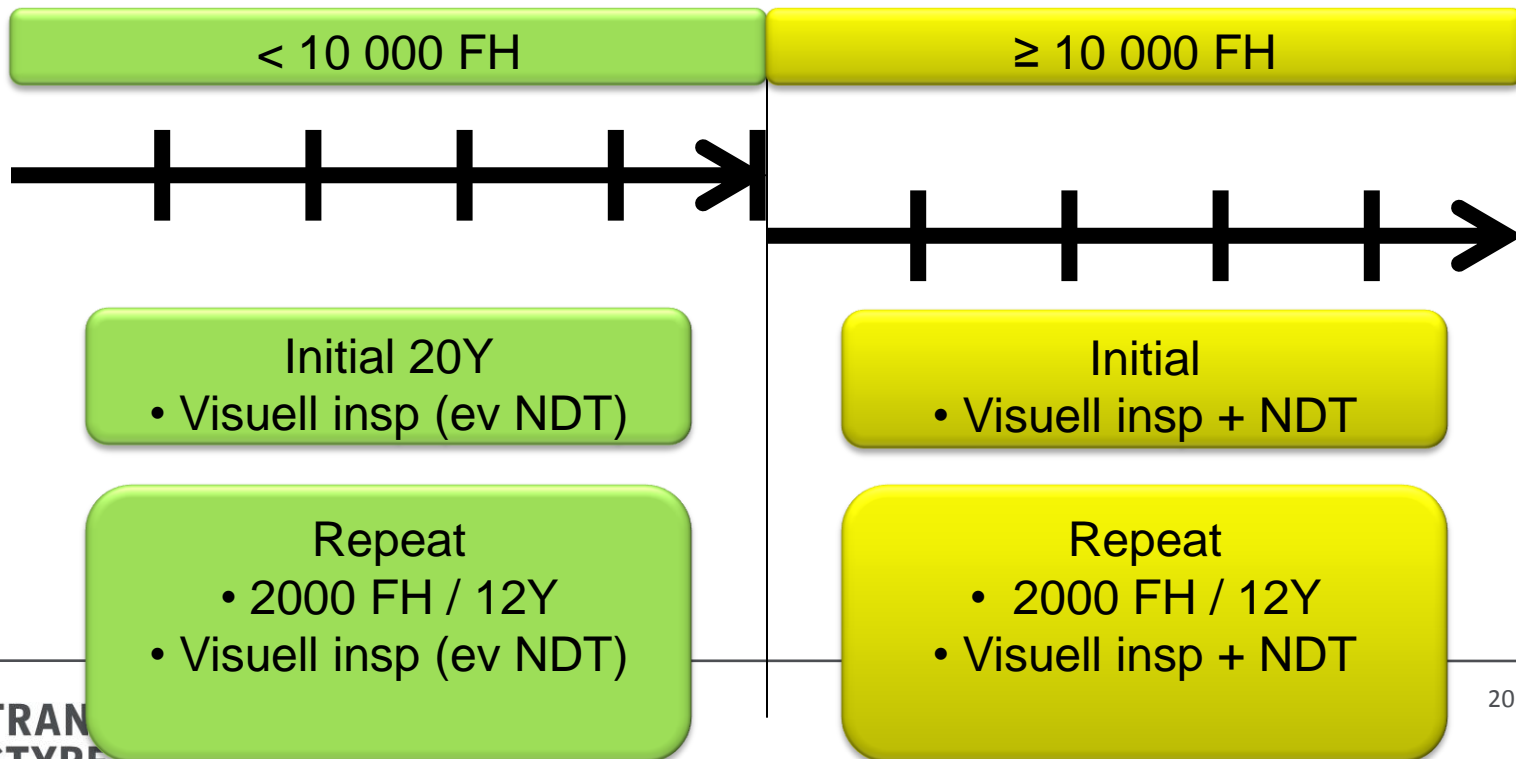 < 10 000 FH
≥ 10 000 FH
Initial 20Y
• Visuell insp (ev NDT)
Initial
• Visuell insp + NDT
Repeat
• 2000 FH / 12Y
• Visuell insp (ev NDT)
Repeat
• 2000 FH / 12Y
• Visuell insp + NDT
20
TRAN